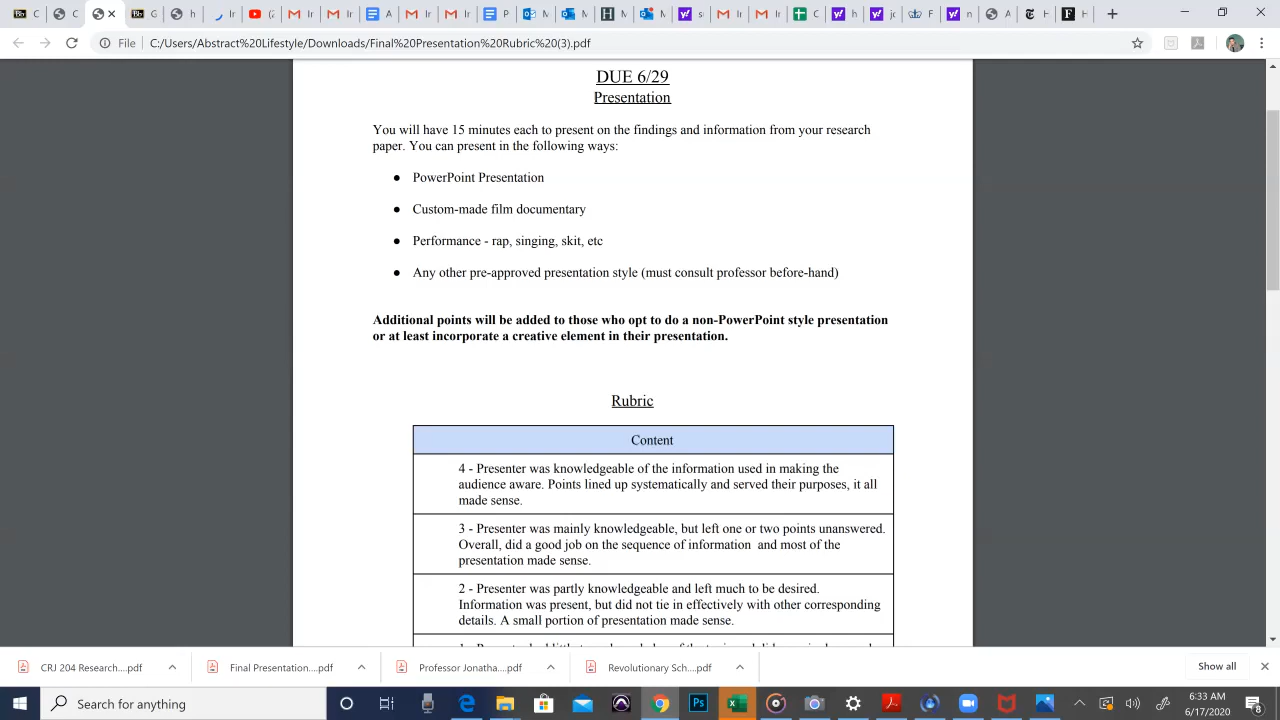 File C:/Users/Abstract%20Lifestyle/Downloads/Final%20Presentation%20Rubric%20(3).pdf
DUE 6/29
Presentation
You will have 15 minutes each to present on the findings and information from your research
paper. You can present in the following ways:
● PowerPoint Presentation
● Custom-made film documentary
● Performance - rap, singing, skit, etc
● Any other pre-approved presentation style (must consult professor before-hand)
Additional points will be added to those who opt to do a non-PowerPoint style presentation
or at least incorporate a creative element in their presentation.
Rubric
Content
4 - Presenter was knowledgeable of the information used in making the
audience aware. Points lined up systematically and served their purposes, it all
made sense.
3 - Presenter was mainly knowledgeable, but left one or two points unanswered.
Overall, did a good job on the sequence of information and most of the
presentation made sense.
2 - Presenter was partly knowledgeable and left much to be desired.
Information was present, but did not tie in effectively with other corresponding
details. A small portion of presentation made sense.
CRJ 204 Research....pdf
Final Presentation....pdf
Professor Jonatha....pdf
Revolutionary Sch....pdf
Show all
Search for anything
6:33 AM
6/17/2020
8